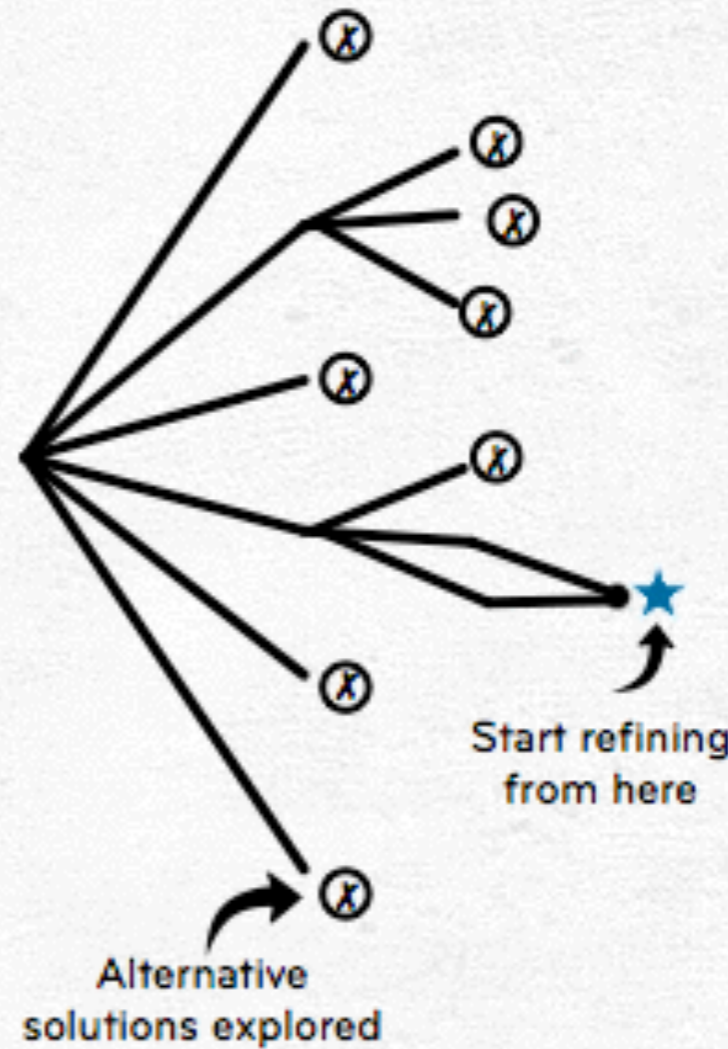 X
X
X
X
X
X
Start refining
from here
X
X
Alternative
solutions explored